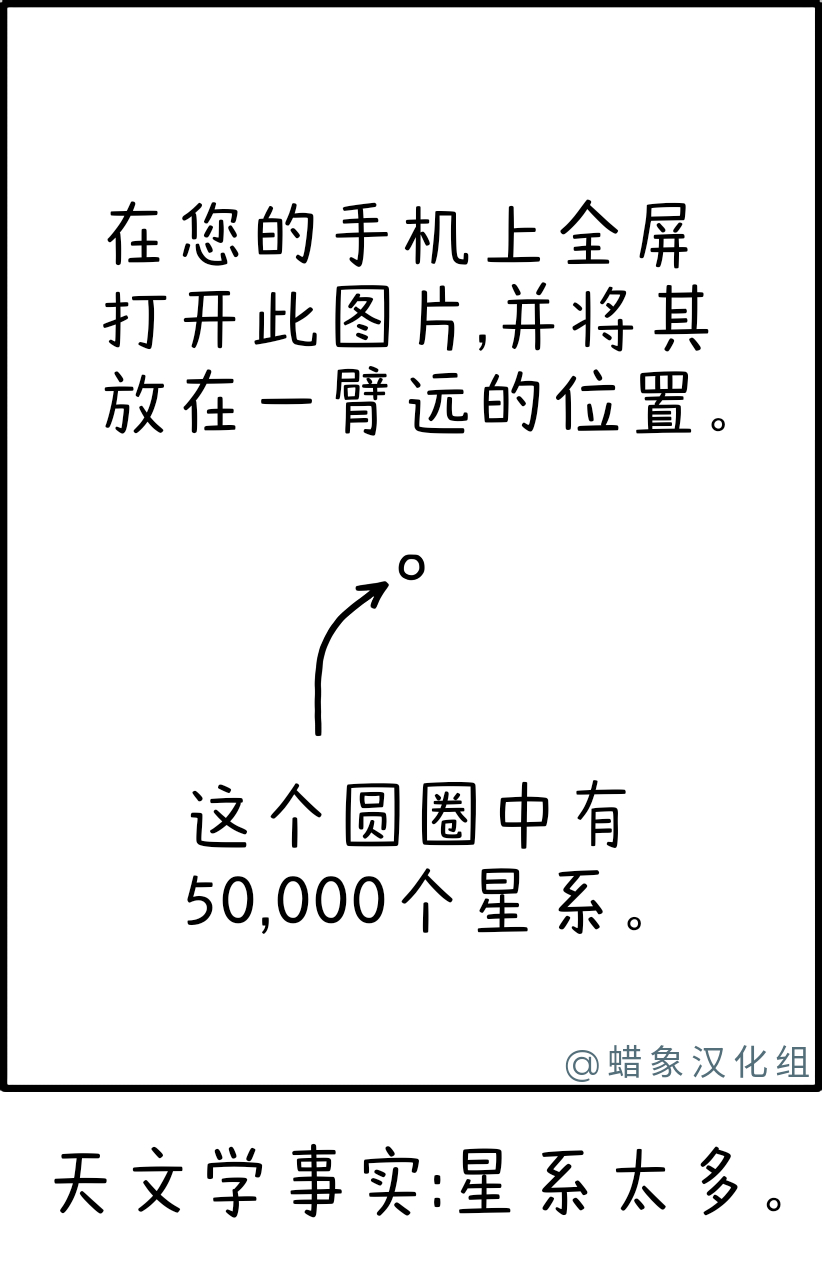 在您的手机上全屏
打开此图片,并将其
放在一臂远的位置。
这个圆圈中有
50,000个星系。
@蜡象汉化组
天文学事实:星系太多。